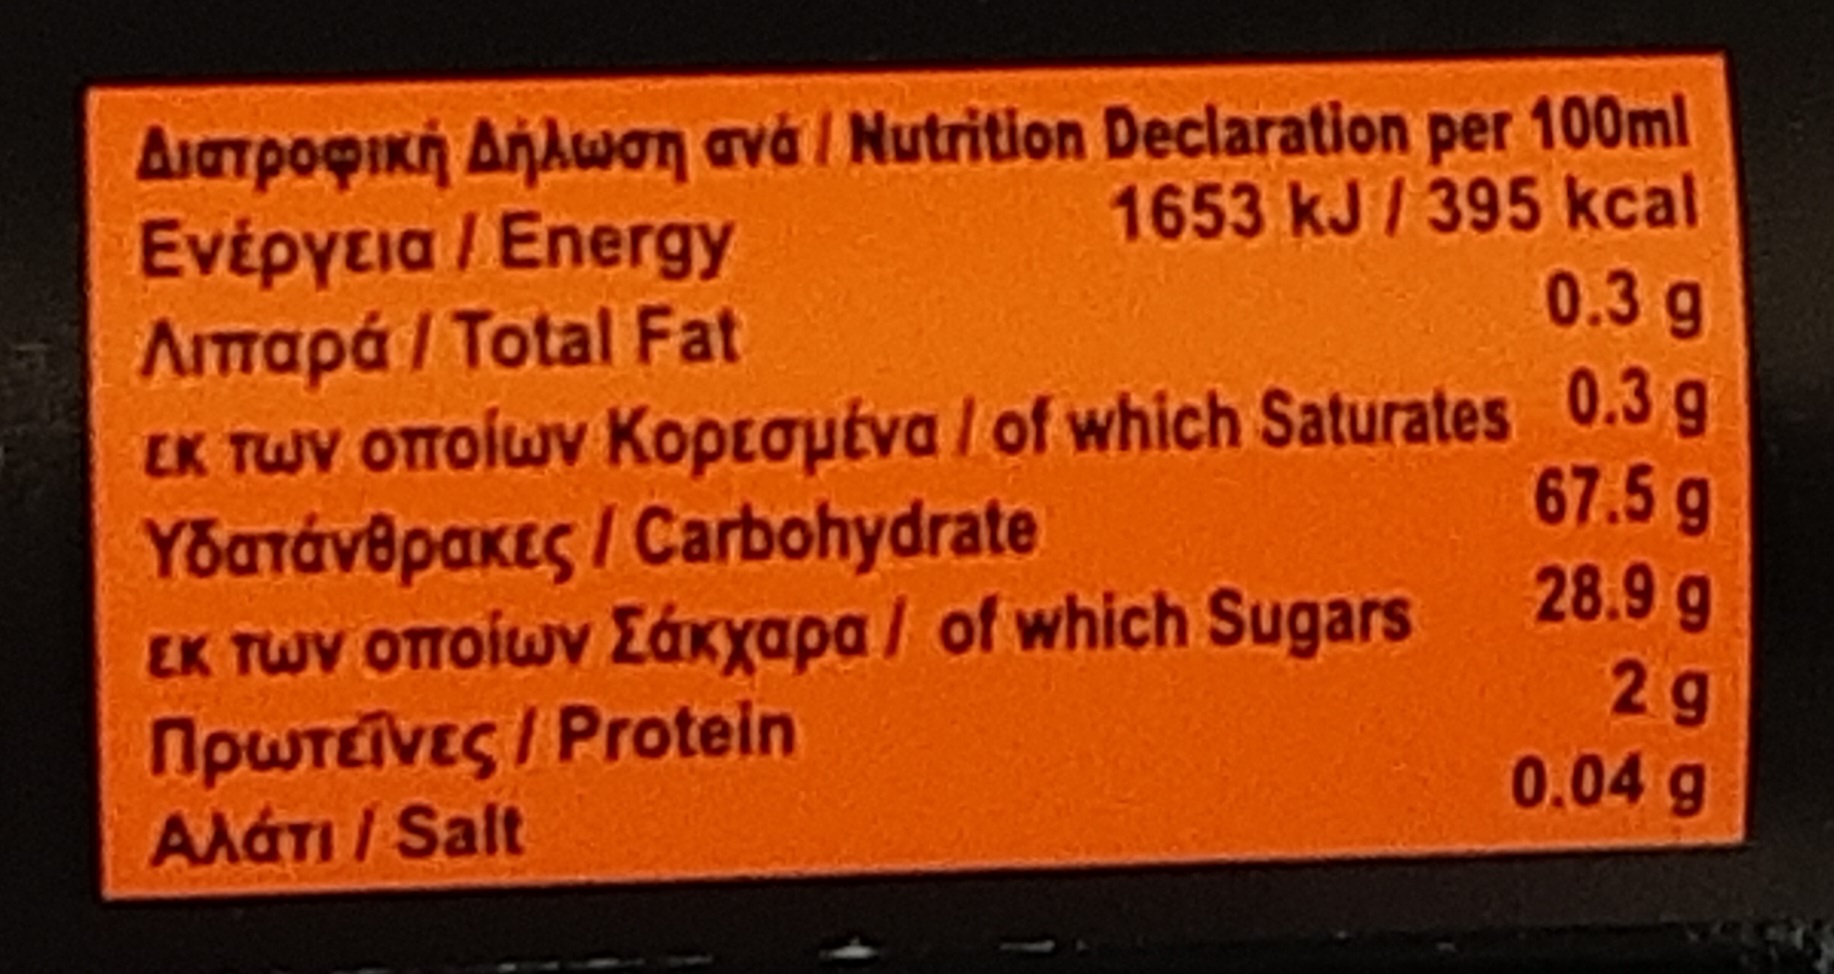 Διατροφική Δήλωση ανά / Nutrition Declaration per 100ml
Ενέργεια / Energy 1653 kJ / 395 kcal
Λιπαρά / Total Fat 0.3 g
εκ των οποίων Κορεσμένα / of which Saturates 0.3 g
Υδατάνθρακες / Carbohydrate 67.5 g
εκ των οποίων Σάκχαρα / of which Sugars 28.9 g
Πρωτεΐνες / Protein 2 g
Αλάτι / Salt 0.04 g